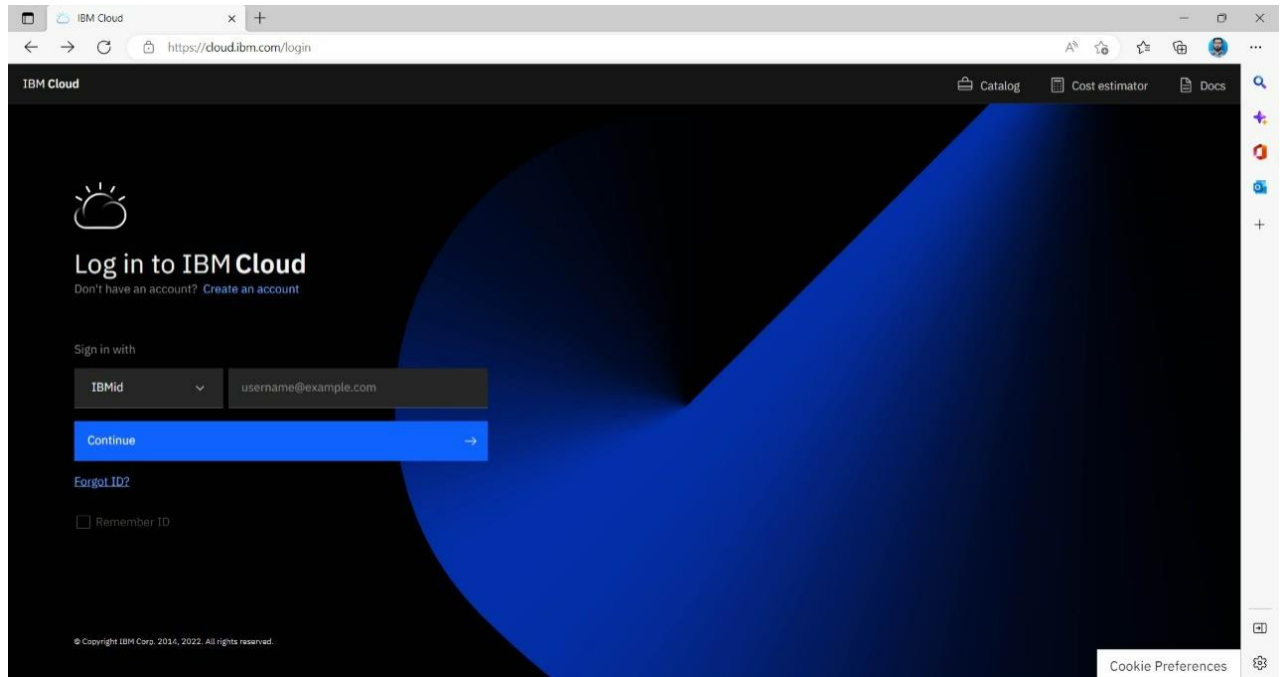 IBM Cloud
https://cloud.ibm.com/login
IBM Cloud
Catalog
Cost estimator
Docs
Log in to IBM Cloud
Don't have an account? Create an account
Sign in with
IBMid
username@example.com
Continue
Forgot ID?
Remember ID
© Copyright IBM Corp. 2014, 2022. All rights reserved.
Cookie Preferences